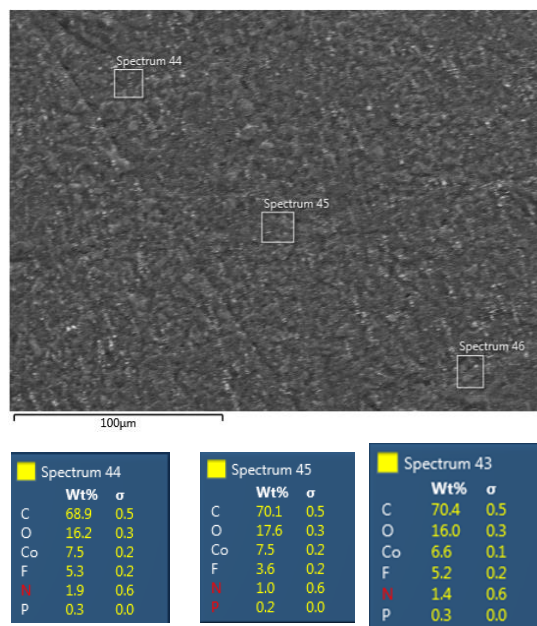 Spectrum 44
Spectrum 45
Spectrum 46
100µm
Spectrum 44
Wt% σ
C 68.9 0.5
O 16.2 0.3
Co 7.5 0.2
F 5.3 0.2
N 1.9 0.6
P 0.3 0.0
Spectrum 45
Wt% σ
C 70.1 0.5
O 17.6 0.3
Co 7.5 0.2
F 3.6 0.2
N 1.0 0.6
P 0.2 0.0
Spectrum 43
Wt% σ
C 70.4 0.5
O 16.0 0.3
Co 6.6 0.1
F 5.2 0.2
N 1.4 0.6
P 0.3 0.0